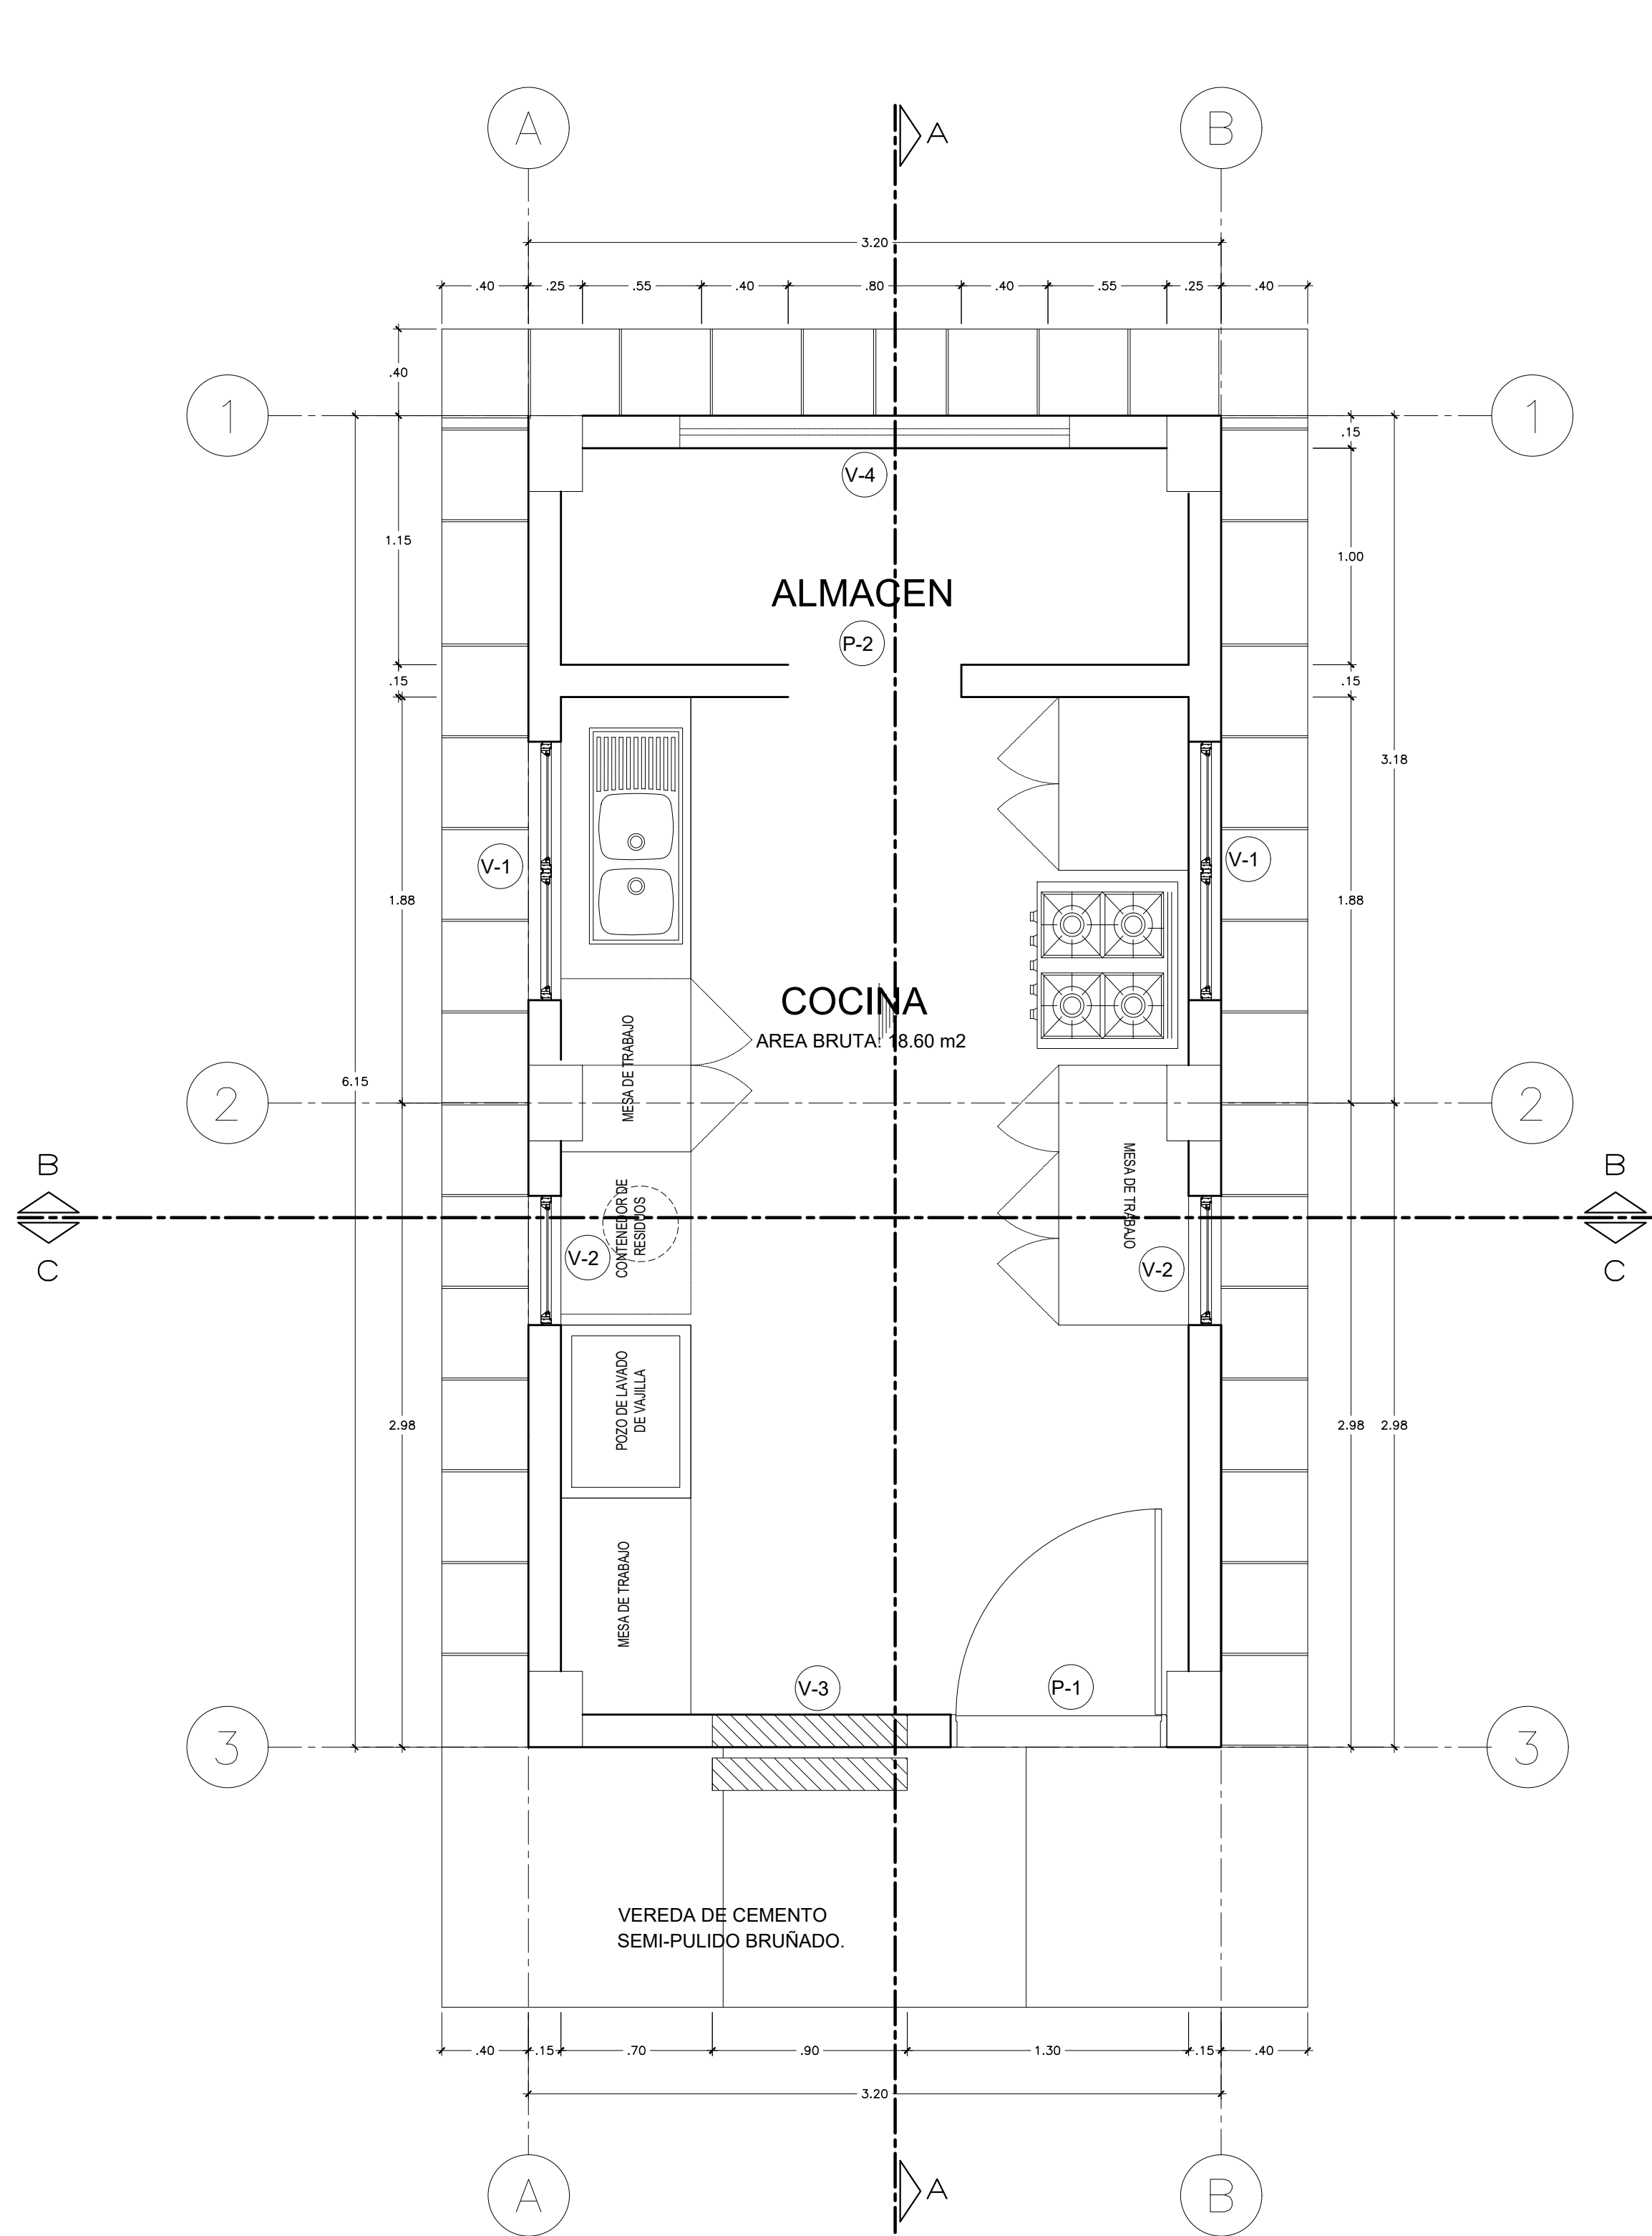 A
B
A
3.20
.40
.25
.55
.40
.80
.40
.55
.25
.40
.40
1
1
.15
V-4
1.15
1.00
ALMACEN
P-2
.15
.15
3.18
V-1
V-1
1.88
1.88
COCINA
AREA BRUTA: 18.60 m2
MESA DE TRABAJO
6.15
2
2
B
B
MESA DE TRABAJO
CONTENEDOR DE
RESIDUOS
V-2
V-2
C
C
POZO DE LAVADO
DE VAJILLA
2.98
2.98
2.98
MESA DE TRABAJO
V-3
P-1
3
3
VEREDA DE CEMENTO
SEMI-PULIDO BRUÑADO.
.40
.15
.70
.90
1.30
.15
.40
3.20
A
A
B